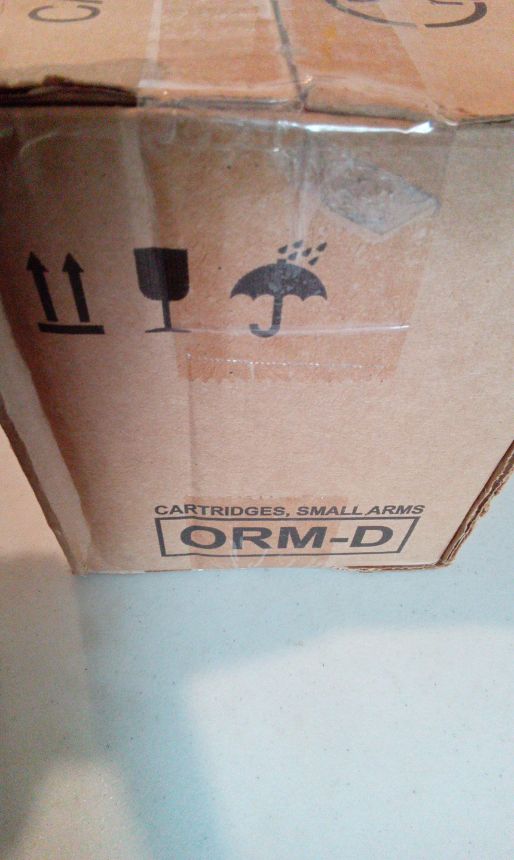 CARTRIDGES, SMALL ARMS
ORM-D